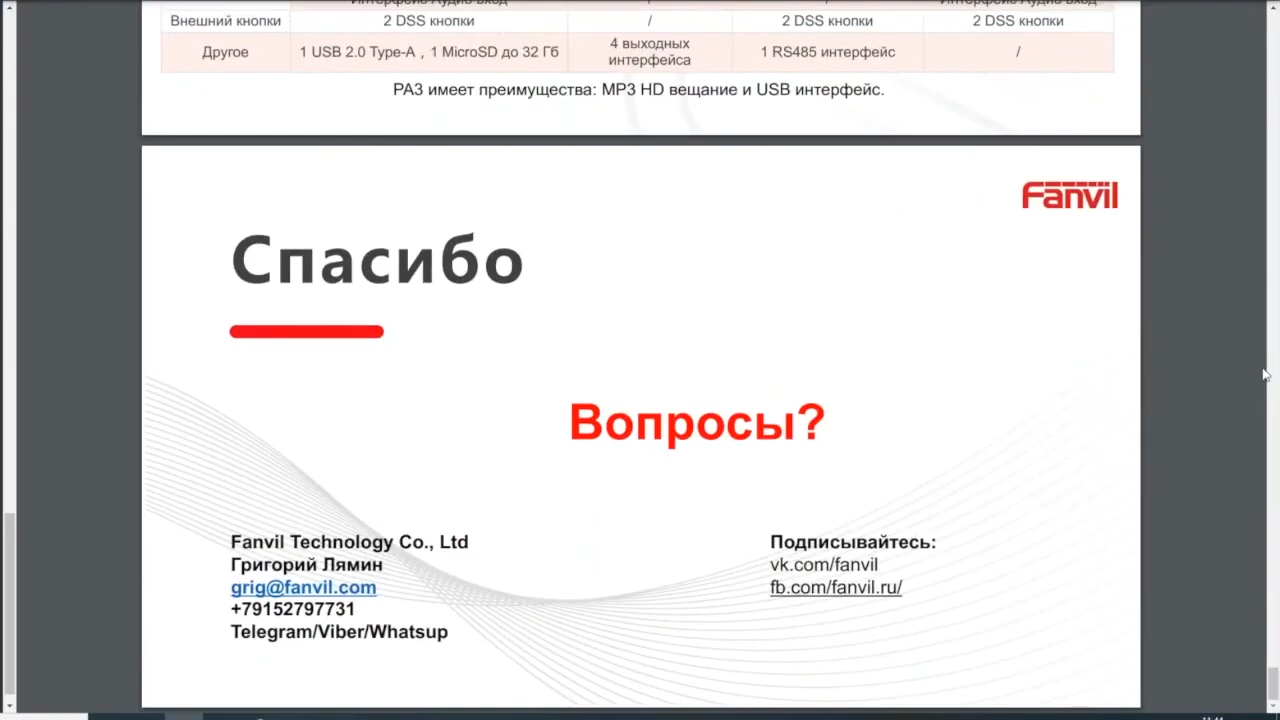 Внешний кнопки 2 DSS кнопки / 2 DSS кнопки 2 DSS кнопки
Другое 1 USB 2.0 Type-A，1 MicroSD до 32 Гб 4 выходных интерфейса 1 RS485 интерфейс /
PA3 имеет преимущества: MP3 HD вещание и USB интерфейс.
Fanvil
Спасибо
Вопросы?
Fanvil Technology Co., Ltd
Григорий Лямин
grig@fanvil.com
+79152797731
Telegram/Viber/Whatsup
Подписывайтесь:
vk.com/fanvil
fb.com/fanvil.ru/